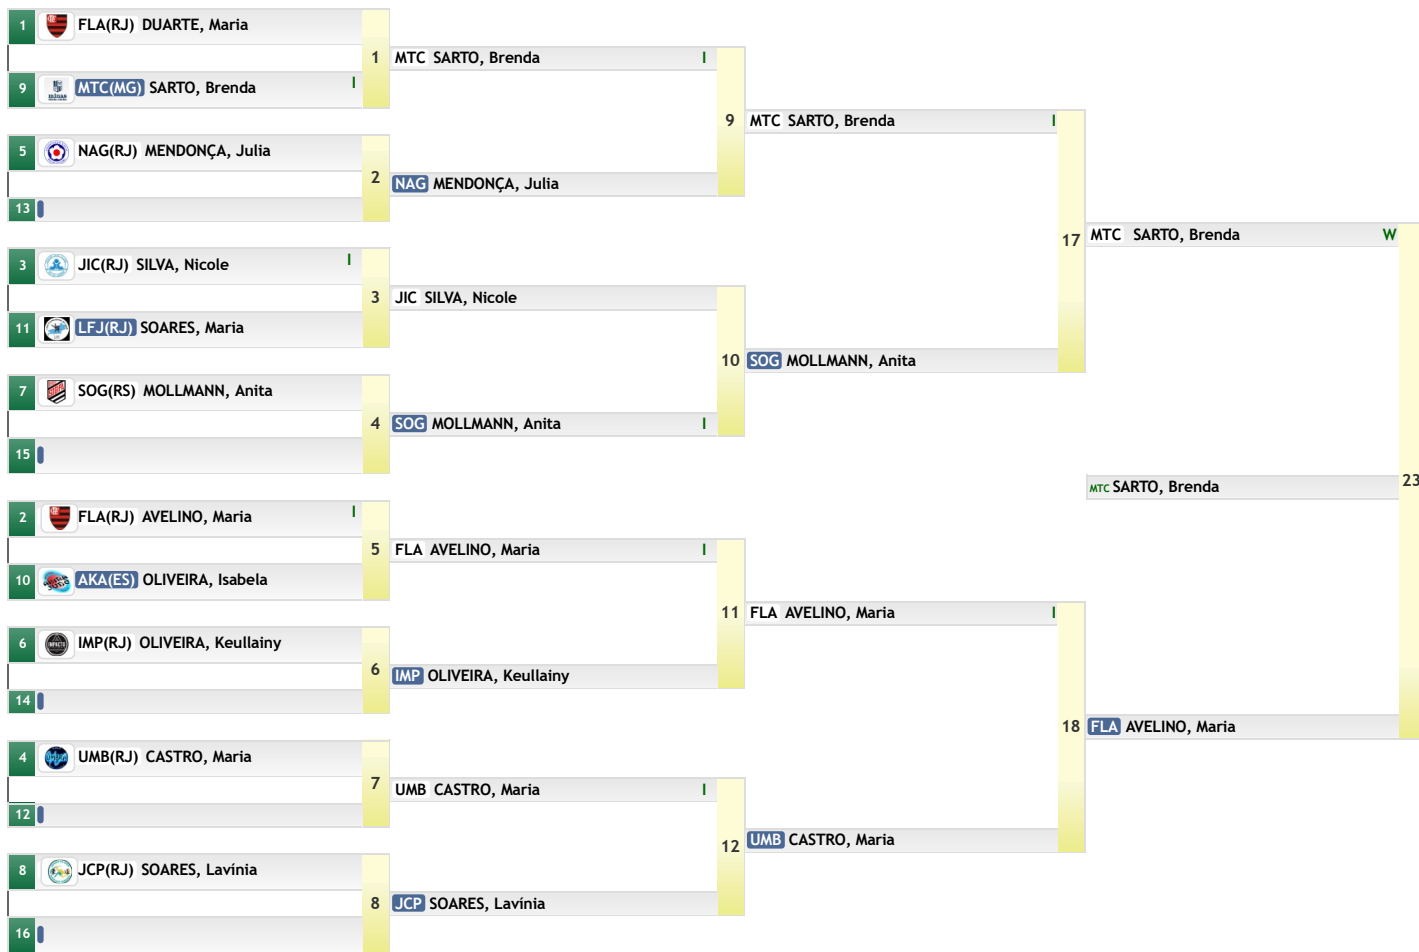 1 FLA(RJ) DUARTE, Maria
1 MTC SARTO, Brenda I
9 MTC(MG) SARTO, Brenda I
9 MTC SARTO, Brenda I
5 NAG(RJ) MENDONÇA, Julia
2 NAG MENDONÇA, Julia
13
17 MTC SARTO, Brenda W
3 JIC(RJ) SILVA, Nicole I
3 JIC SILVA, Nicole
11 LFJ(RJ) SOARES, Maria
10 SOG MOLLMANN, Anita
7 SOG(RS) MOLLMANN, Anita
4 SOG MOLLMANN, Anita I
15
MTC SARTO, Brenda 23
2 FLA(RJ) AVELINO, Maria I
5 FLA AVELINO, Maria I
10 AKA(ES) OLIVEIRA, Isabela
11 FLA AVELINO, Maria I
6 IMP(RJ) OLIVEIRA, Keullainy
6 IMP OLIVEIRA, Keullainy
14
18 FLA AVELINO, Maria
4 UMB(RJ) CASTRO, Maria
7 UMB CASTRO, Maria I
12
12 UMB CASTRO, Maria
8 JCP(RJ) SOARES, Lavínia
8 JCP SOARES, Lavínia
16